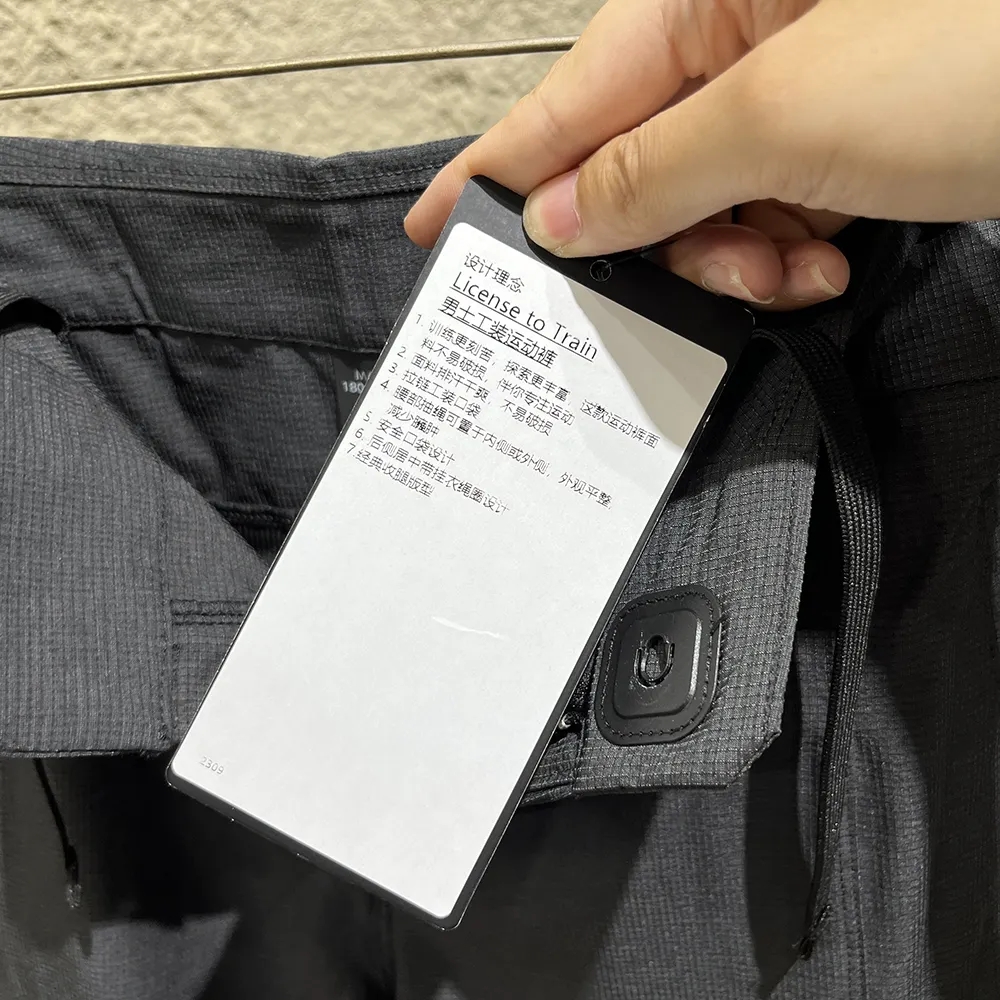 设计理念
License to Train
男士工装运动裤
1. 训练更刻苦，探索更丰富，这款运动裤面
料不易破损，伴你专注运动
2. 面料排汗干爽，不易破损
3. 拉链工装口袋
4. 腰部抽绳可置于内侧或外侧，外观平整，
减少臃肿
5. 安全口袋设计
6. 后侧居中带挂衣绳圈设计
7.经典收腿版型
2309
180